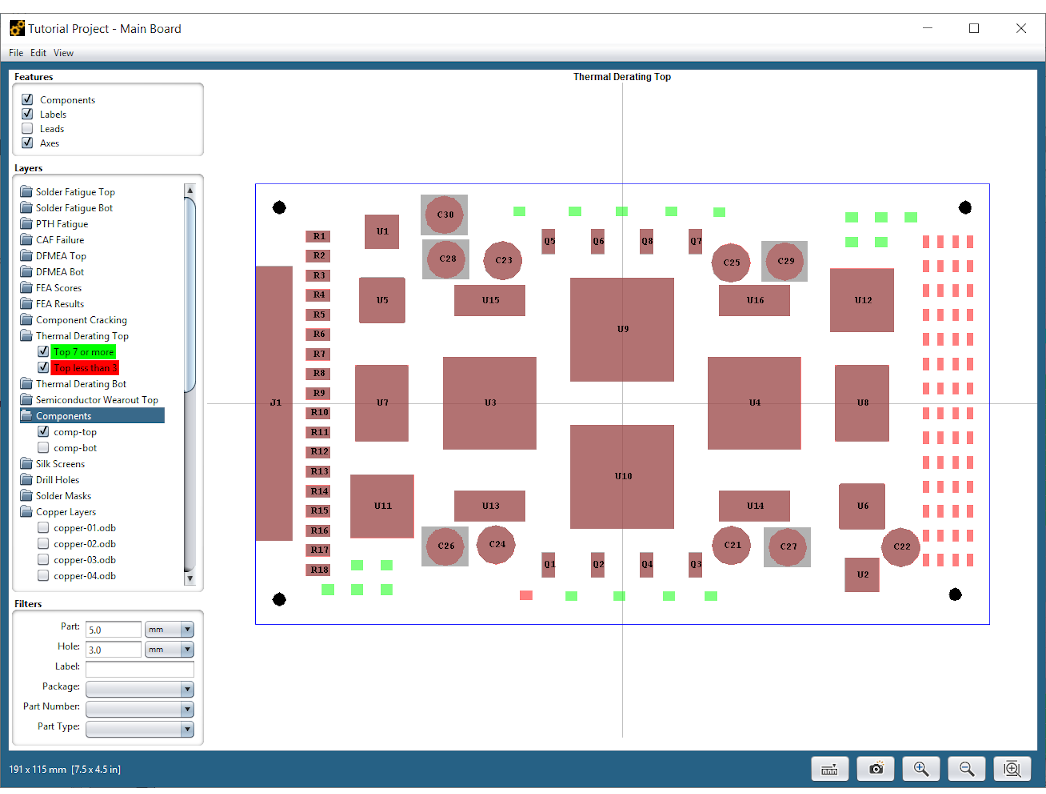 Tutorial Project - Main Board
File Edit View
Features
Components
Labels
Leads
Axes
Layers
Solder Fatigue Top
Solder Fatigue Bot
PTH Fatigue
CAF Failure
DFMEA Top
DFMEA Bot
FEA Scores
FEA Results
Component Cracking
Thermal Derating Top
Top 7 or more
Top less than 3
Thermal Derating Bot
Semiconductor Wearout Top
Components
comp-top
comp-bot
Silk Screens
Drill Holes
Solder Masks
Copper Layers
copper-01.odb
copper-02.odb
copper-03.odb
copper-04.odb
Filters
Part: 5.0 mm
Hole: 3.0 mm
Label:
Package:
Part Number:
Part Type:
191 x 115 mm [7.5 x 4.5 in]
Thermal Derating Top
C30
U1
R1 Q5 Q6 Q8 Q7
R2 C28 C23 C25 C29
R3
R4 U5 U15 U16 U12
R5
R6 U9
R7
R8
R9
J1 R10 U7 U3 U4 U8
R11
R12
R13
R14 U10
R15 U11 U13 U14 U6
R16
R17 C26 C24 C21 C27 C22
R18 Q1 Q2 Q4 Q3
U2